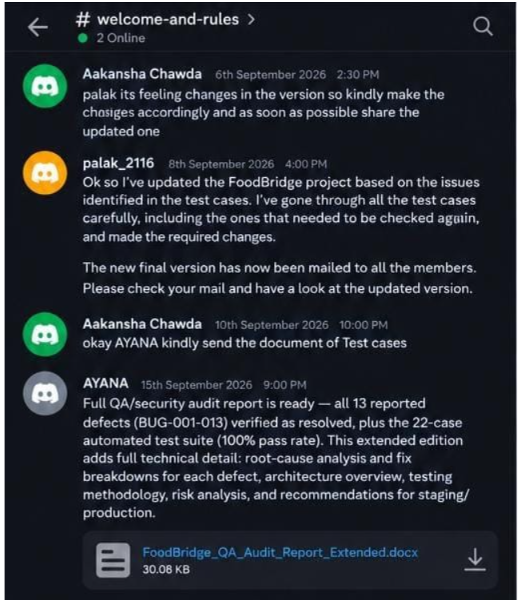 # welcome-and-rules >
2 Online
Aakansha Chawda 6th September 2026 2:30 PM
palak its feeling changes in the version so kindly make the
chosiges accordingly and as soon as possible share the
updated one
palak_2116 8th September 2026 4:00 PM
Ok so I've updated the FoodBridge project based on the issues
identified in the test cases. I've gone through all the test cases
carefully, including the ones that needed to be checked again,
and made the required changes.
The new final version has now been mailed to all the members.
Please check your mail and have a look at the updated version.
Aakansha Chawda 10th September 2026 10:00 PM
okay AYANA kindly send the document of Test cases
AYANA 15th September 2026 9:00 PM
Full QA/security audit report is ready — all 13 reported
defects (BUG-001-013) verified as resolved, plus the 22-case
automated test suite (100% pass rate). This extended edition
adds full technical detail: root-cause analysis and fix
breakdowns for each defect, architecture overview, testing
methodology, risk analysis, and recommendations for staging/
production.
FoodBridge_QA_Audit_Report_Extended.docx
30.08 KB